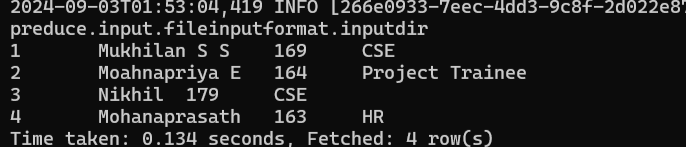 2024-09-03T01:53:04,419 INFO [266e0933-7eec-4dd3-9c8f-2d022e87
preduce.input.fileinputformat.inputdir
1 Mukhilan S S 169 CSE
2 Moahnapriya E 164 Project Trainee
3 Nikhil 179 CSE
4 Mohanaprasath 163 HR
Time taken: 0.134 seconds, Fetched: 4 row(s)